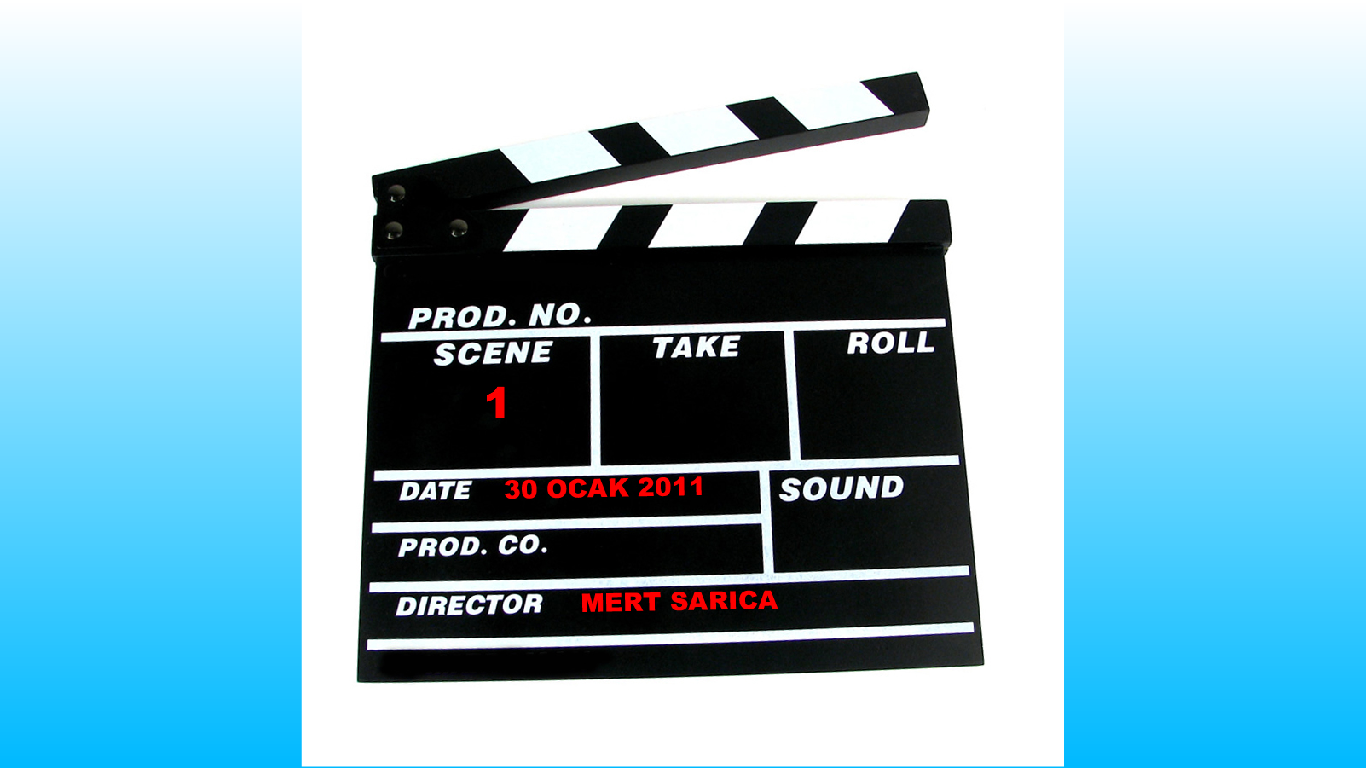 PROD. NO.
SCENE TAKE ROLL
1
DATE 30 OCAK 2011 SOUND
PROD. CO.
DIRECTOR MERT SARICA